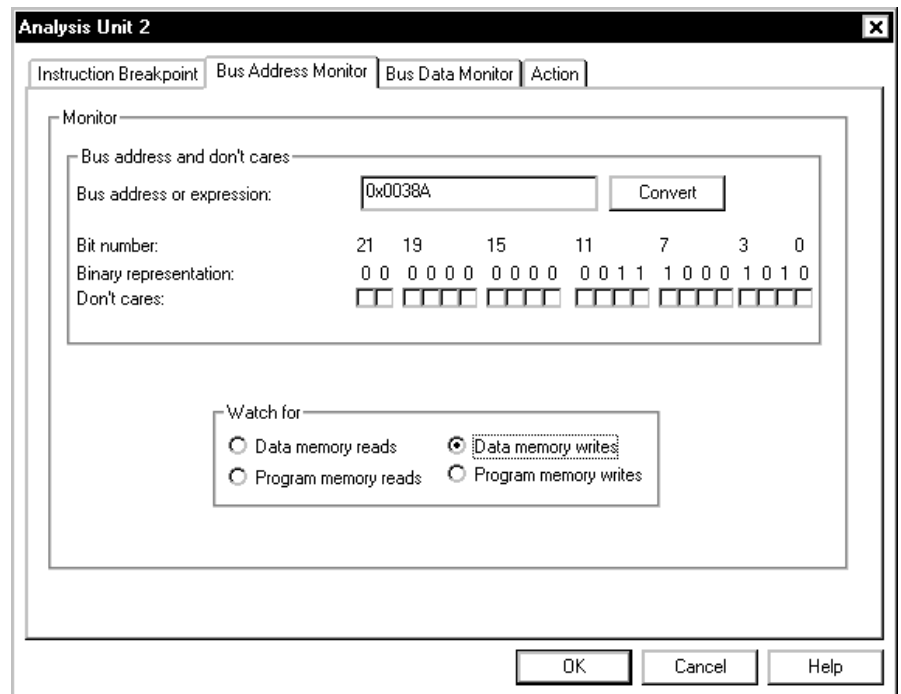 Analysis Unit 2
Instruction Breakpoint Bus Address Monitor Bus Data Monitor Action
Monitor
Bus address and don't cares
Bus address or expression: 0x0038A Convert
Bit number: 21 19 15 11 7 3 0
Binary representation: 0 0 0 0 0 0 0 0 0 0 0 0 1 1 1 0 0 0 1 0 1 0
Don't cares:
Watch for
Data memory reads Data memory writes
Program memory reads Program memory writes
OK Cancel Help